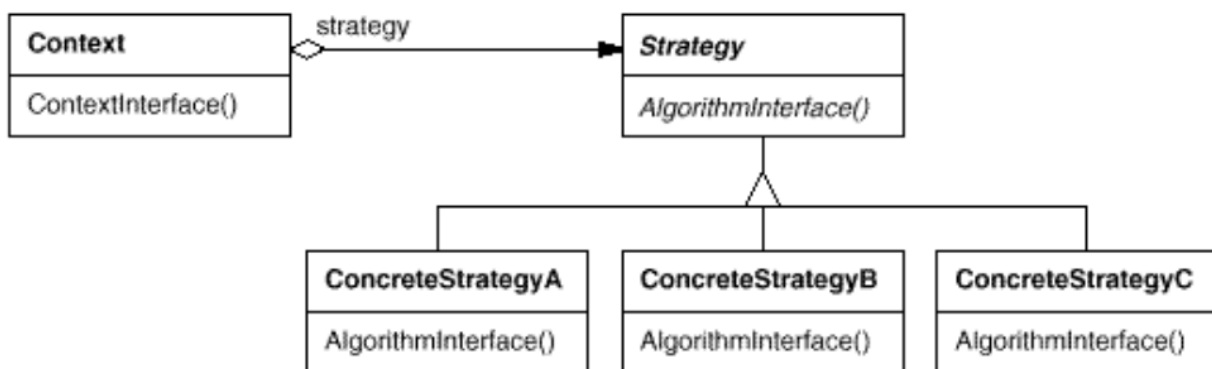 strategy
Context
ContextInterface()
Strategy
AlgorithmInterface()
ConcreteStrategyA
AlgorithmInterface()
ConcreteStrategyB
AlgorithmInterface()
ConcreteStrategyC
AlgorithmInterface()